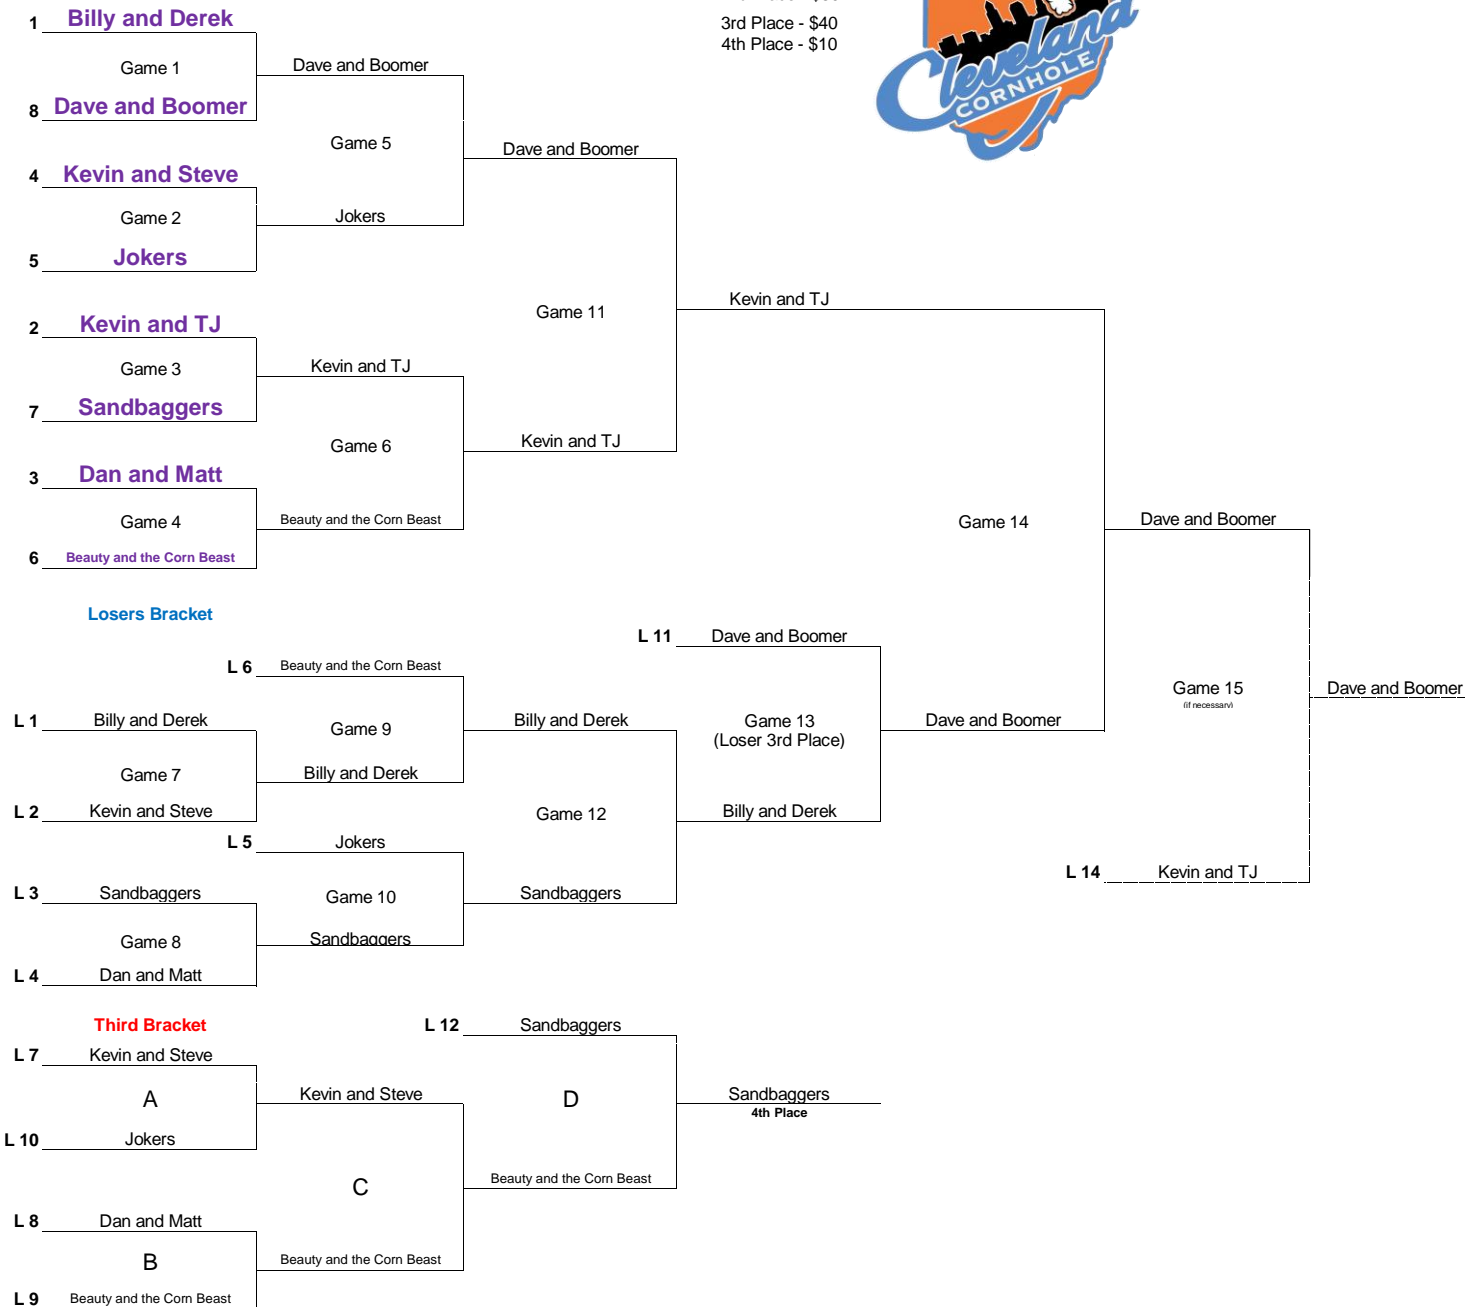 1 Billy and Derek
3rd Place - $40
4th Place - $10
Cleveland
CORNHOLE
Game 1
Dave and Boomer
8 Dave and Boomer
Game 5
Dave and Boomer
4 Kevin and Steve
Game 2
Jokers
5 Jokers
Kevin and TJ
Game 11
2 Kevin and TJ
Game 3
Kevin and TJ
7 Sandbaggers
Game 6
Kevin and TJ
3 Dan and Matt
Game 4
Beauty and the Corn Beast
Game 14
Dave and Boomer
6 Beauty and the Corn Beast
Losers Bracket
L 11 Dave and Boomer
L 6 Beauty and the Corn Beast
Game 15
(if necessary)
Dave and Boomer
L 1 Billy and Derek
Game 9
Billy and Derek
Game 13
(Loser 3rd Place)
Dave and Boomer
Game 7
Billy and Derek
L 2 Kevin and Steve
Game 12
Billy and Derek
L 5 Jokers
L 14 Kevin and TJ
L 3 Sandbaggers
Game 10
Sandbaggers
Game 8
Sandbaggers
L 4 Dan and Matt
Third Bracket
L 12 Sandbaggers
L 7 Kevin and Steve
A
Kevin and Steve
D
Sandbaggers
4th Place
L 10 Jokers
C
Beauty and the Corn Beast
L 8 Dan and Matt
B
Beauty and the Corn Beast
L 9 Beauty and the Corn Beast